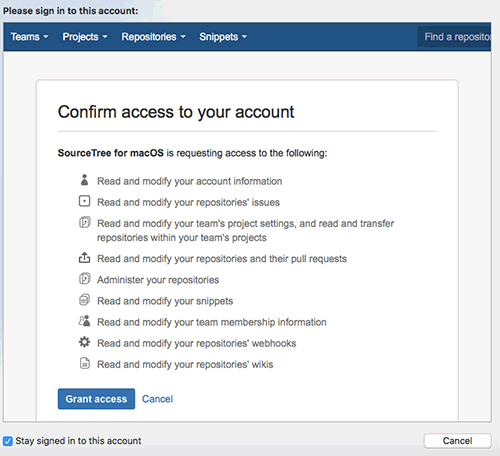 Please sign in to this account:
Teams Projects Repositories Snippets Find a reposito
Confirm access to your account
SourceTree for macOS is requesting access to the following:
Read and modify your account information
Read and modify your repositories' issues
Read and modify your team's project settings, and read and transfer
repositories within your team's projects
Read and modify your repositories and their pull requests
Administer your repositories
Read and modify your snippets
Read and modify your team membership information
Read and modify your repositories' webhooks
Read and modify your repositories' wikis
Grant access Cancel
Stay signed in to this account Cancel